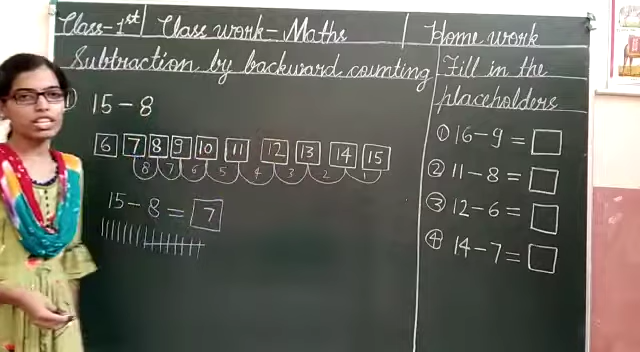 Class-1st
Class work- Maths
Subtraction by backward counting
① 15-8
6 7 8 9 10 11 12 13 14 15
8 7 6 5 4 3 2 1
15-8=7
Home work
Fill in the
placeholders
① 16-9=
② 11-8=
③ 12-6=
④ 14-7=